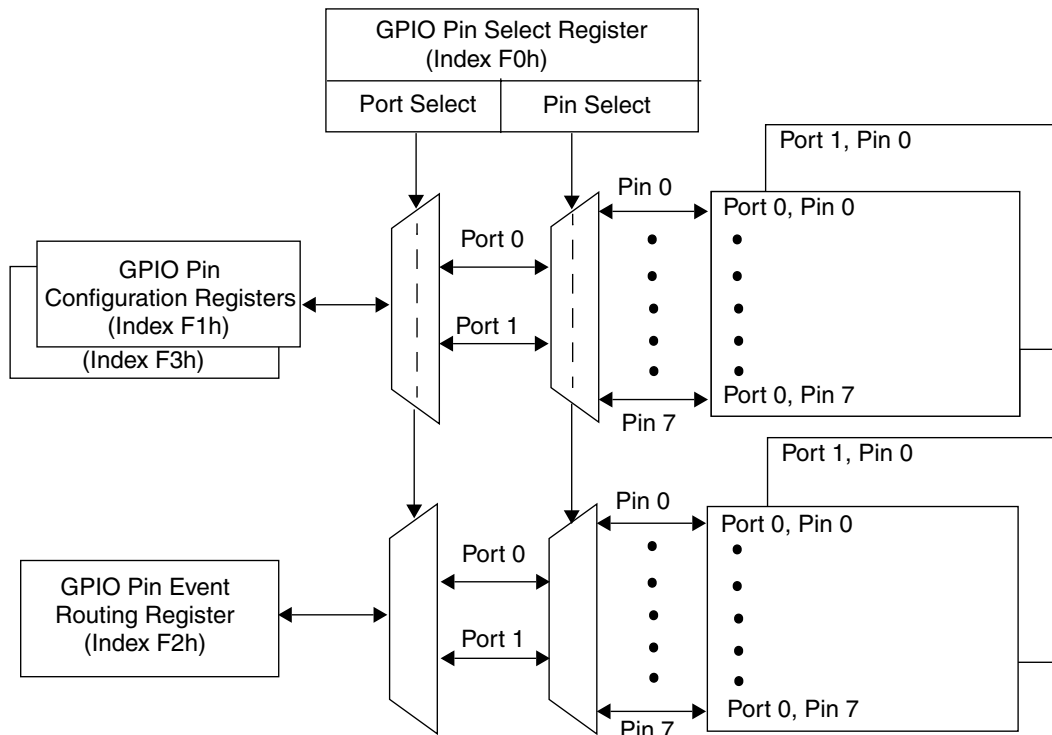 GPIO Pin Select Register
(Index F0h)
Port Select
Pin Select
Port 1, Pin 0
Pin 0
Port 0, Pin 0
Port 0
GPIO Pin
Configuration Registers
(Index F1h)
(Index F3h)
Port 1
Port 0, Pin 7
Pin 7
Port 1, Pin 0
Pin 0
Port 0, Pin 0
Port 0
GPIO Pin Event
Routing Register
(Index F2h)
Port 1
Port 0, Pin 7
Pin 7